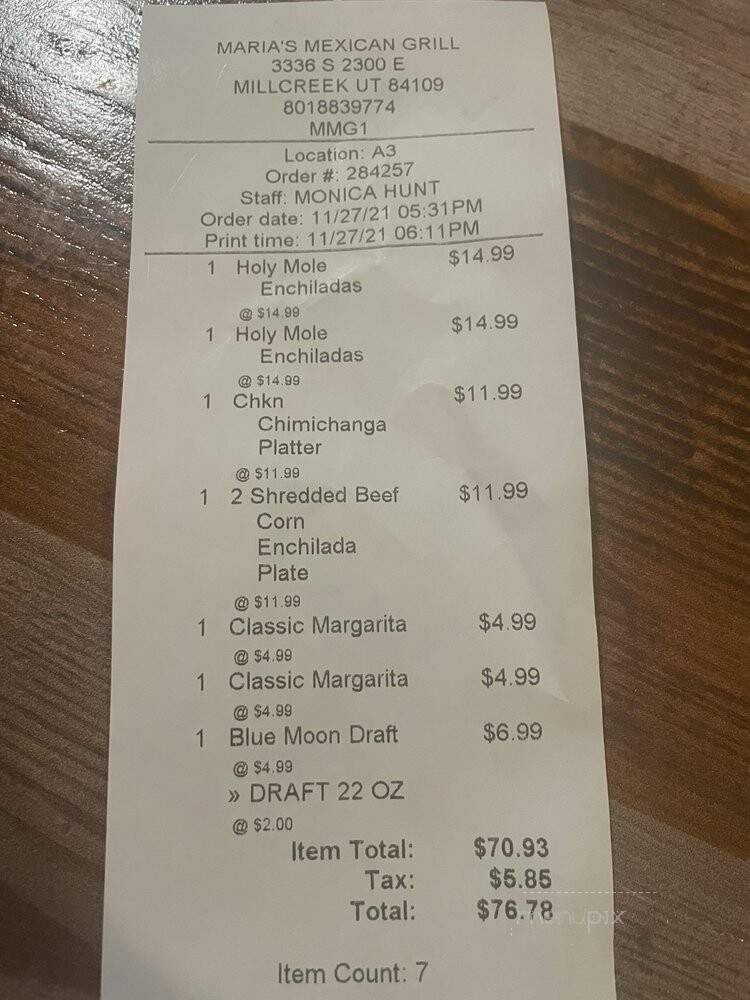 MARIA'S MEXICAN GRILL
3336 S 2300 E
MILLCREEK UT 84109
8018839774
MMG1
Location: A3
Order #: 284257
Staff: MONICA HUNT
Order date: 11/27/21 05:31PM
Print time: 11/27/21 06:11PM
1 Holy Mole $14.99
Enchiladas
@ $14.99
1 Holy Mole $14.99
Enchiladas
@ $14.99
1 Chkn $11.99
Chimichanga
Platter
@ $11.99
1 2 Shredded Beef $11.99
Corn
Enchilada
Plate
@ $11.99
1 Classic Margarita $4.99
@ $4.99
1 Classic Margarita $4.99
@ $4.99
1 Blue Moon Draft $6.99
@ $4.99
» DRAFT 22 OZ
@ $2.00
Item Total: $70.93
Tax: $5.85
Total: $76.78
menupix
Item Count: 7